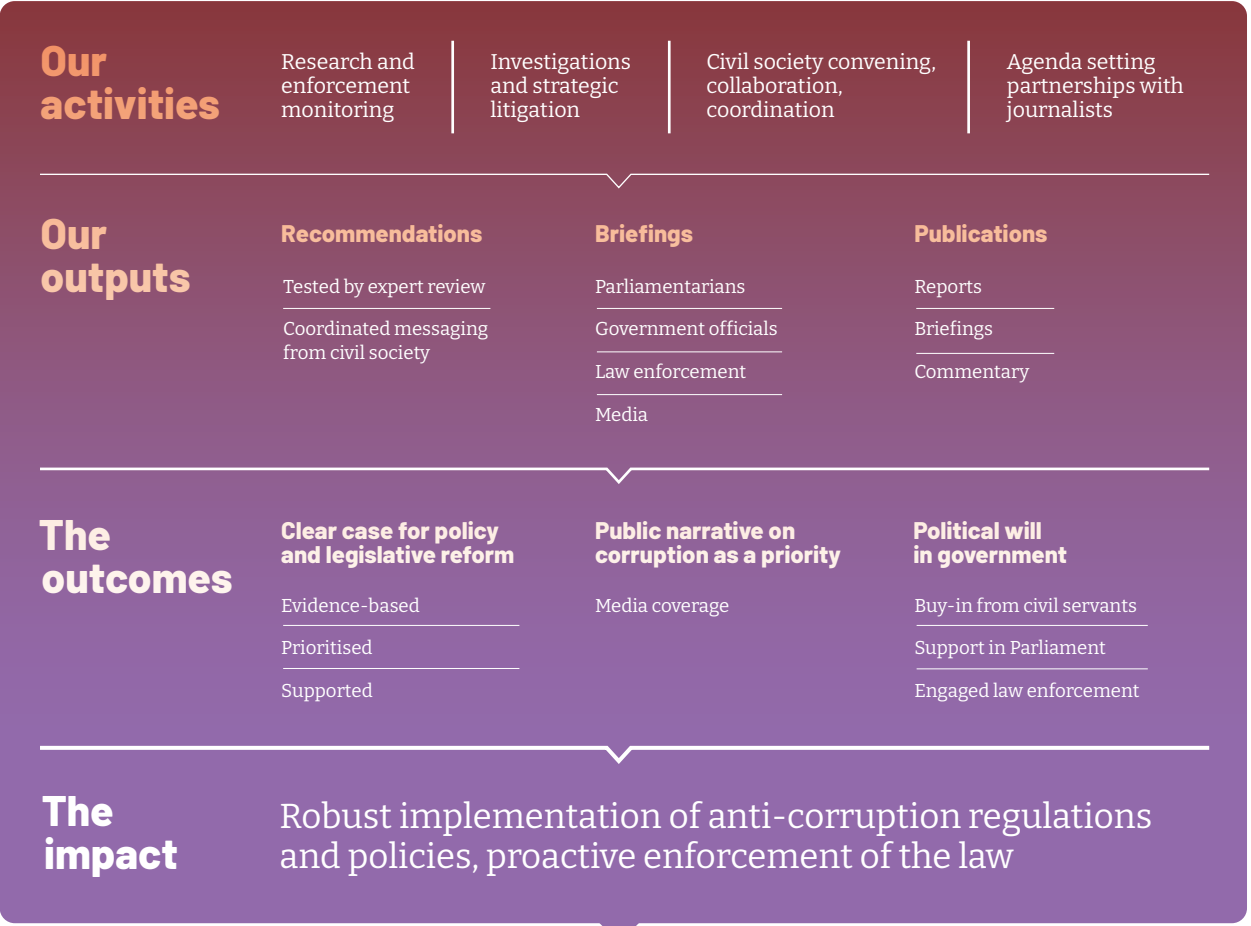 Our
activities
Research and
enforcement
monitoring
Investigations
and strategic
litigation
Civil society convening,
collaboration,
coordination
Agenda setting
partnerships with
journalists
Our
outputs
Recommendations
Tested by expert review
Coordinated messaging
from civil society
Briefings
Parliamentarians
Government officials
Law enforcement
Media
Publications
Reports
Briefings
Commentary
The
outcomes
Clear case for policy
and legislative reform
Evidence-based
Prioritised
Supported
Public narrative on
corruption as a priority
Media coverage
Political will
in government
Buy-in from civil servants
Support in Parliament
Engaged law enforcement
The
impact
Robust implementation of anti-corruption regulations
and policies, proactive enforcement of the law